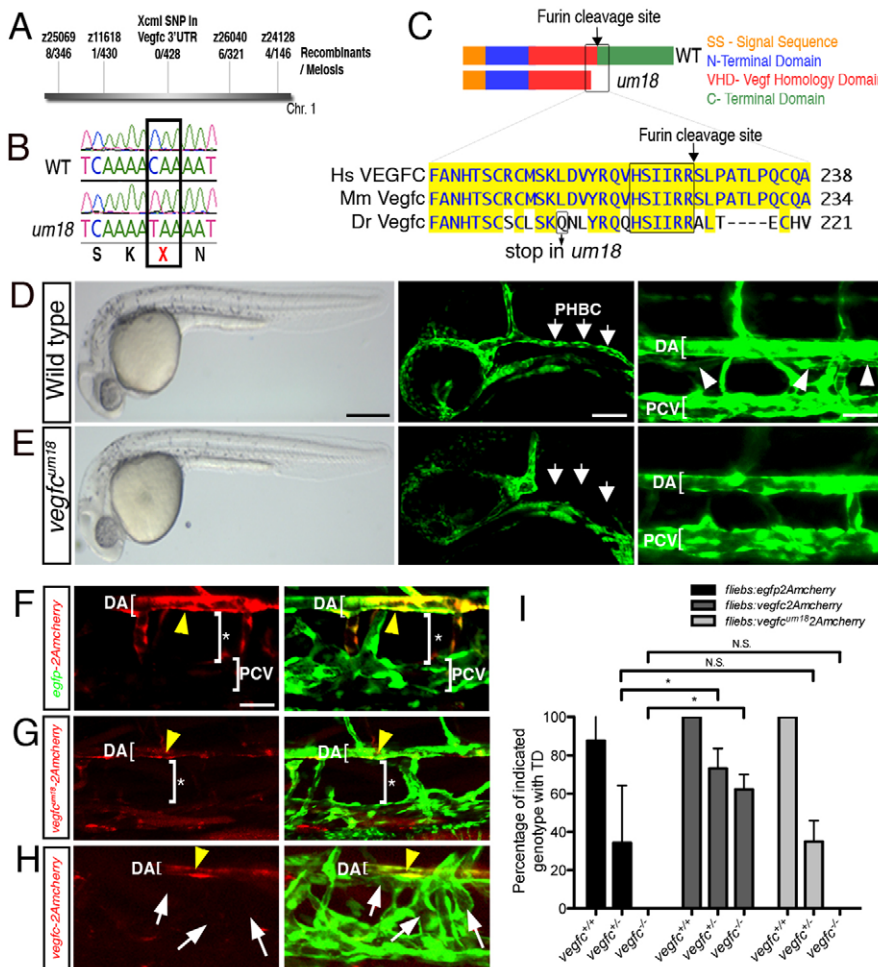 A
XcmI SNP In
Vegfc 3'UTR
z25069 z11618 z26040 z24128
8/346 1/430 0/428 6/321 4/146
Recombinants
/ Meiosis
Chr. 1
B
WT
TCAAAACAAAAT
um18
TCAAAATAAAAT
S K X N
C
Furin cleavage site
WT
um18
SS - Signal Sequence
N-Terminal Domain
VHD- Vegf Homology Domain
C- Terminal Domain
Furin cleavage site
Hs VEGFC FANHTSCRCMSKLDVYRQVHSIIRRSLPATLPQCQA 238
Mm Vegfc FANHTSCRCMSKLDVYRQVHSIIRRSLPATLPQCQA 234
Dr Vegfc FANHTSCSCLSKQNLYRQQHSIIRRALT----ECHV 221
stop in um18
D
Wild type
PHBC
DA
PCV
E
vegfc um18
DA
PCV
F
egfp-2Amcherry
DA
*
PCV
DA
*
PCV
G
vegfc um18-2Amcherry
DA
*
DA
*
H
vegfc-2Amcherry
DA
DA
I
fliebs:egfp2Amcherry
fliebs:vegfc2Amcherry
fliebs:vegfc um18 2Amcherry
N.S.
N.S.
*
*
Percentage of indicated
genotype with TD
100
80
60
40
20
0
vegfc+/+ vegfc+/- vegfc-/- vegfc+/+ vegfc+/- vegfc-/- vegfc+/+ vegfc+/- vegfc-/-